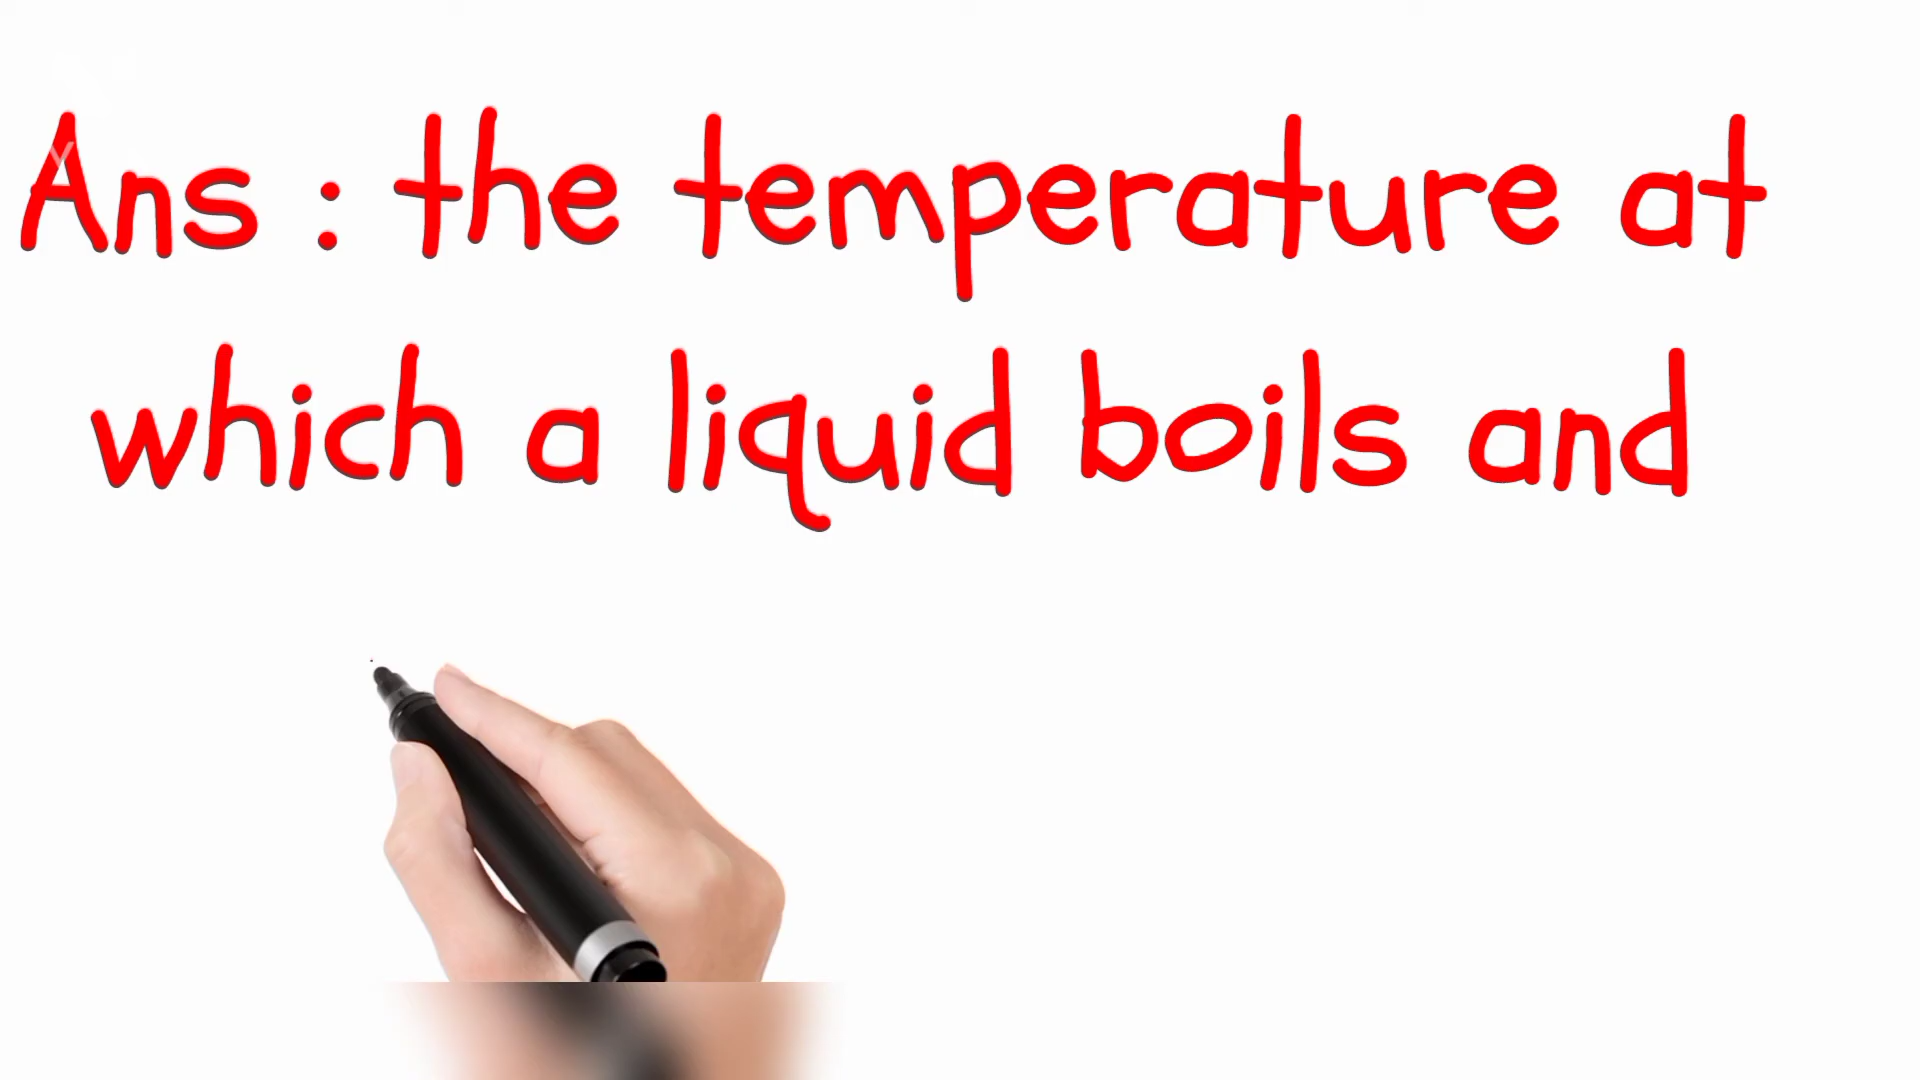 Ans : the temperature at
which a liquid boils and